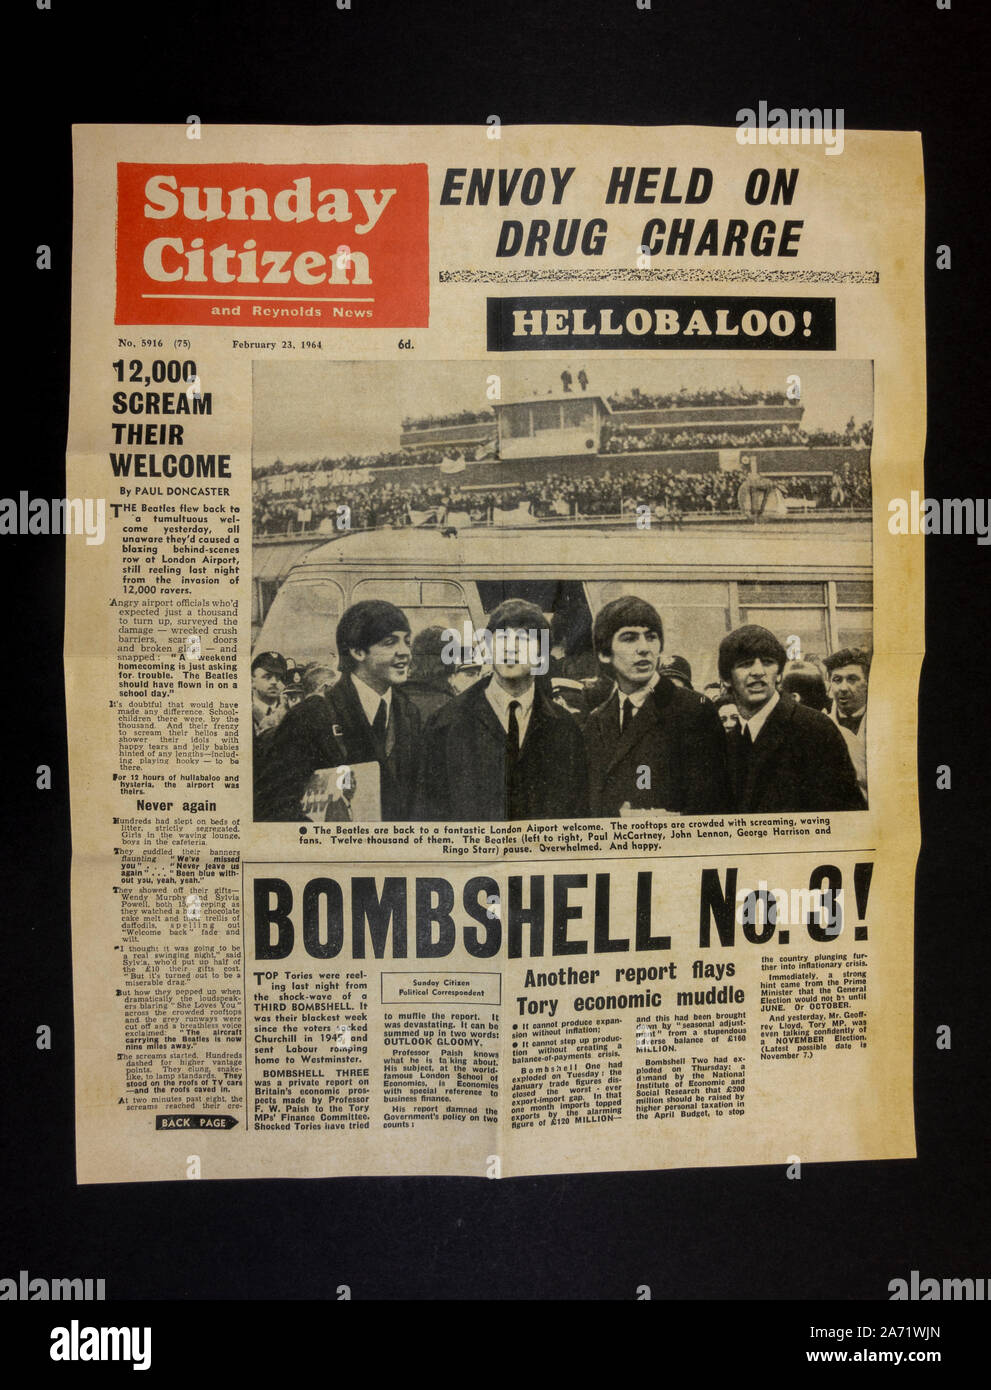 Sunday
Citizen
and Reynolds News
ENVOY HELD ON
DRUG CHARGE
HELLOBALOO!
No, 5916 (75) February 23, 1964 6d.
12,000
SCREAM
THEIR
WELCOME
By PAUL DONCASTER
THE Beatles flew back to
a tumultuous wel-
come yesterday, all
unaware they'd caused a
blazing behind-scenes
row at London Airport,
still reeling last night
from the invasion of
12,000 ravers.
Angry airport officials who'd
expected just a thousand
to turn up, surveyed the
damage — wrecked crush
barriers, scarred doors
and broken glass — and
snapped: "A weekend
homecoming is just asking
for trouble. The Beatles
should have flown in on a
school day."
It's doubtful that would have
made any difference. School-
children there were, by the
thousand. And their frenzy
to scream their hellos and
shower their idols with
happy tears and jelly babies
hinted of any lengths—includ-
ing playing hooky — to be
there.
For 12 hours of hullabaloo and
hysteria, the airport was
theirs.
Never again
Hundreds had slept on beds of
litter, strictly segregated.
Girls in the waving lounge,
boys in the cafeteria.
They cuddled their banners
flaunting "We've missed
you" . . . "Never leave us
again" . . . "Been blue with-
out you, yeah, yeah."
They showed off their gifts—
Wendy Murphy and Sylvia
Powell, both 15, weeping as
they watched a huge chocolate
cake melt and their trellis of
daffodils, spelling out
"Welcome back" fade and
wilt.
"I thought it was going to be
a real swinging night," said
Sylvia, who'd put up half of
the £10 their gifts cost.
"But it's turned out to be a
miserable drag."
But how they pepped up when
dramatically the loudspeak-
ers blaring "She Loves You"
across the crowded rooftops
and the grey runways were
cut off and a breathless voice
exclaimed: "The aircraft
carrying the Beatles is now
nine miles away."
The screams started. Hundreds
dashed for higher vantage
points. They clung, snake-
like, to lamp standards. They
stood on the roofs of TV cars
—and the roofs caved in.
At two minutes past eight, the
screams reached their cre-
BACK PAGE
● The Beatles are back to a fantastic London Airport welcome. The rooftops are crowded with screaming, waving
fans. Twelve thousand of them. The Beatles (left to right, Paul McCartney, John Lennon, George Harrison and
Ringo Starr) pause. Overwhelmed. And happy.
BOMBSHELL No. 3!
TOP Tories were reel-
ing last night from
the shock-wave of a
THIRD BOMBSHELL. It
was their blackest week
since the voters sacked
Churchill in 1945 and
sent Labour romping
home to Westminster.
BOMBSHELL THREE
was a private report on
Britain's economic pros-
pects made by Professor
F. W. Paish to the Tory
MPs' Finance Committee.
Shocked Tories have tried
Sunday Citizen
Political Correspondent
to muffle the report. It
was devastating. It can be
summed up in two words:
OUTLOOK GLOOMY.
Professor Paish knows
what he is talking about.
His subject, at the world-
famous London School of
Economics, is Economics
with special reference to
business finance.
His report damned the
Government's policy on two
counts:
Another report flays
Tory economic muddle
● It cannot produce expan-
sion without inflation;
● It cannot step up produc-
tion without creating a
balance-of-payments crisis.
Bombshell One had
exploded on Tuesday: the
January trade figures dis-
closed the worst - ever
export-import gap. In that
one month imports topped
exports by the alarming
figure of £120 MILLION—
and this had been brought
down by "seasonal adjust-
ment" from a stupendous
adverse balance of £160
MILLION.
Bombshell Two had ex-
ploded on Thursday: a
demand by the National
Institute of Economic and
Social Research that £200
million should be raised by
higher personal taxation in
the April Budget, to stop
the country plunging fur-
ther into inflationary crisis.
Immediately, a strong
hint came from the Prime
Minister that the General
Election would not be until
JUNE. Or OCTOBER.
And yesterday, Mr. Geoff-
rey Lloyd, Tory MP, was
even talking confidently of
a NOVEMBER Election.
(Latest possible date is
November 7.)
alamy
Image ID: 2A71WJN
www.alamy.com